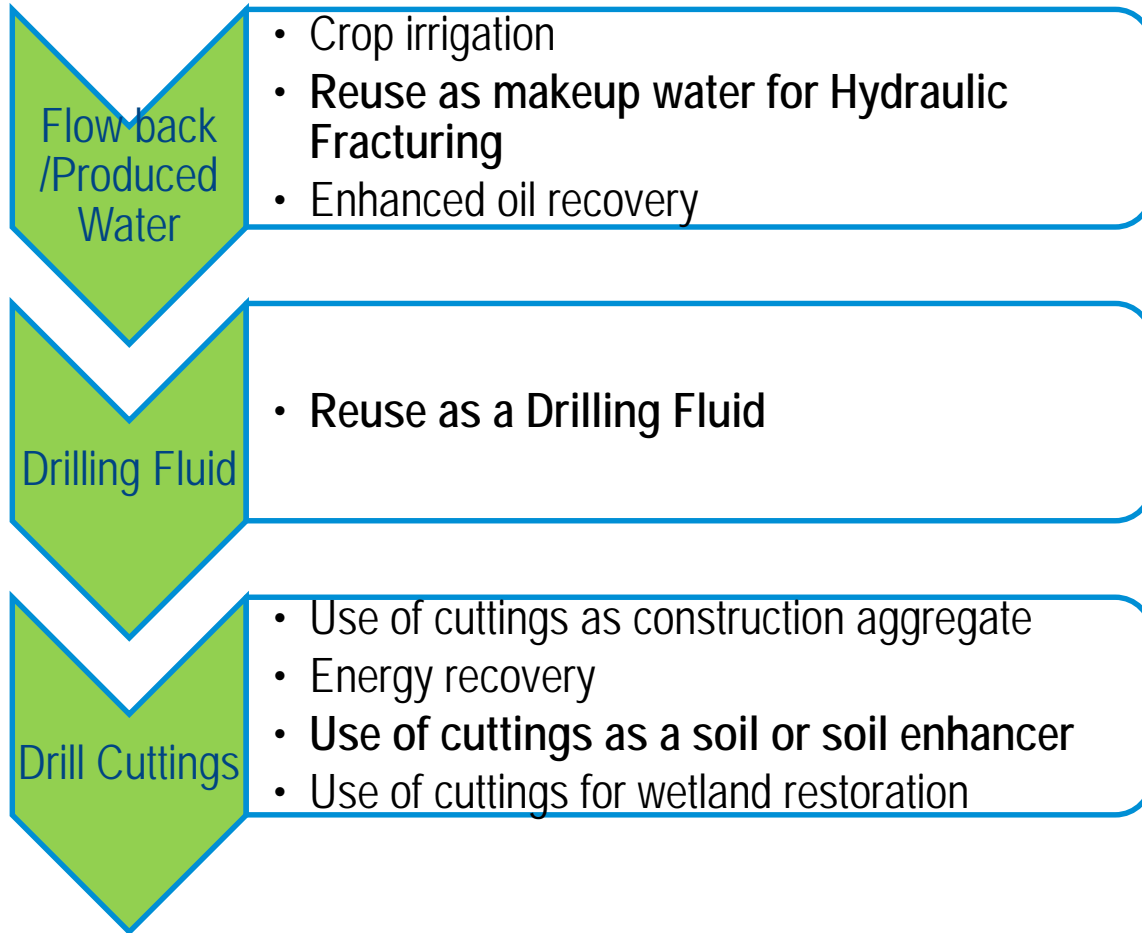 Flow back
/Produced
Water
• Crop irrigation
• Reuse as makeup water for Hydraulic
Fracturing
• Enhanced oil recovery
Drilling Fluid
• Reuse as a Drilling Fluid
Drill Cuttings
• Use of cuttings as construction aggregate
• Energy recovery
• Use of cuttings as a soil or soil enhancer
• Use of cuttings for wetland restoration